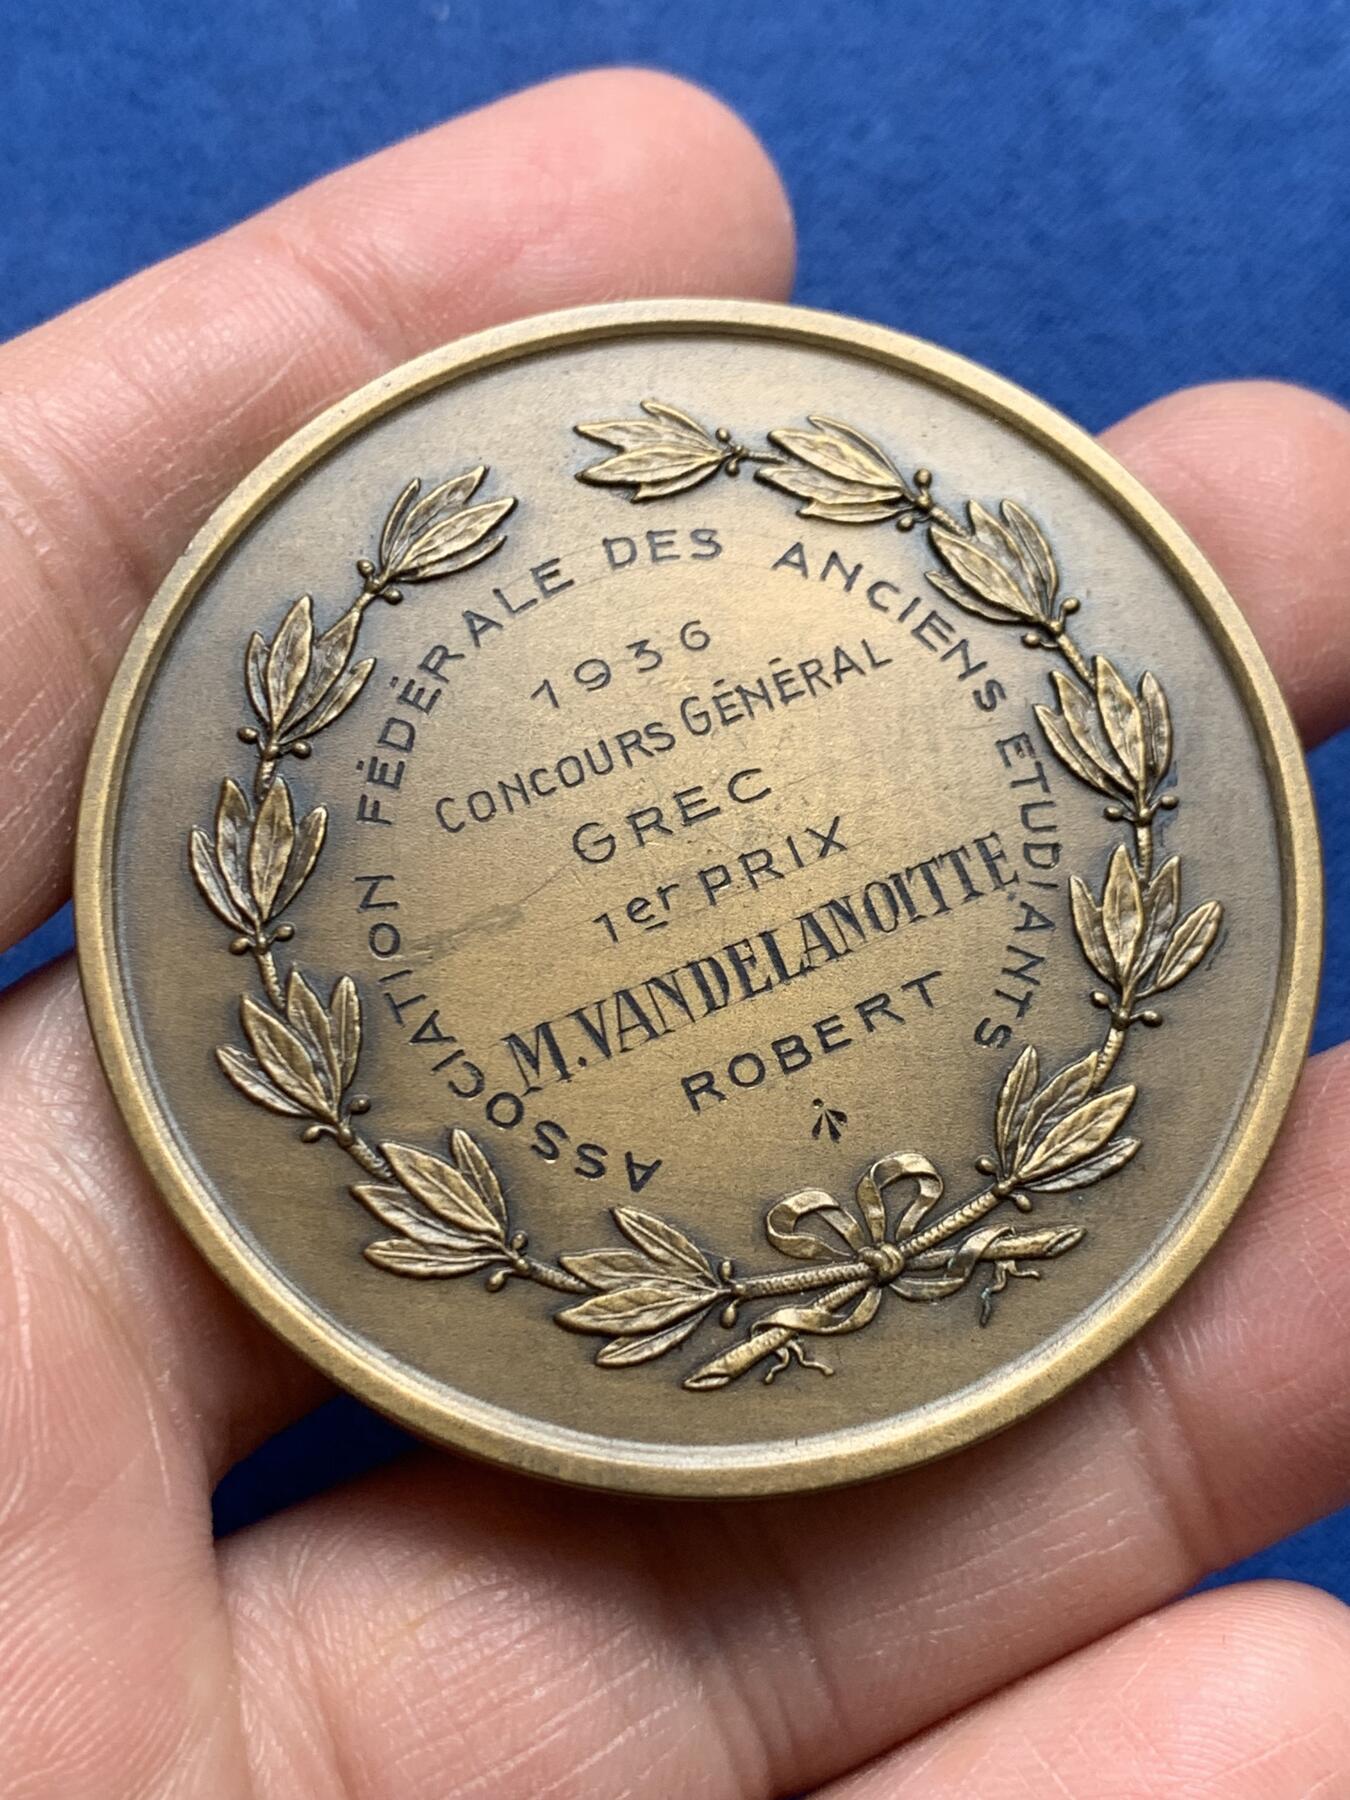 ASSOCIATION FÉDÉRALE DES ANCIENS ETUDIANTS
1936
CONCOURS GÉNÉRAL
GREC
1er PRIX
M. VANDELANOITTE
ROBERT